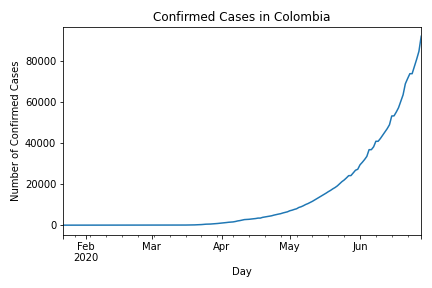 Confirmed Cases in Colombia
80000
60000
40000
20000
0
Number of Confirmed Cases
Feb
2020
Mar
Apr
May
Jun
Day